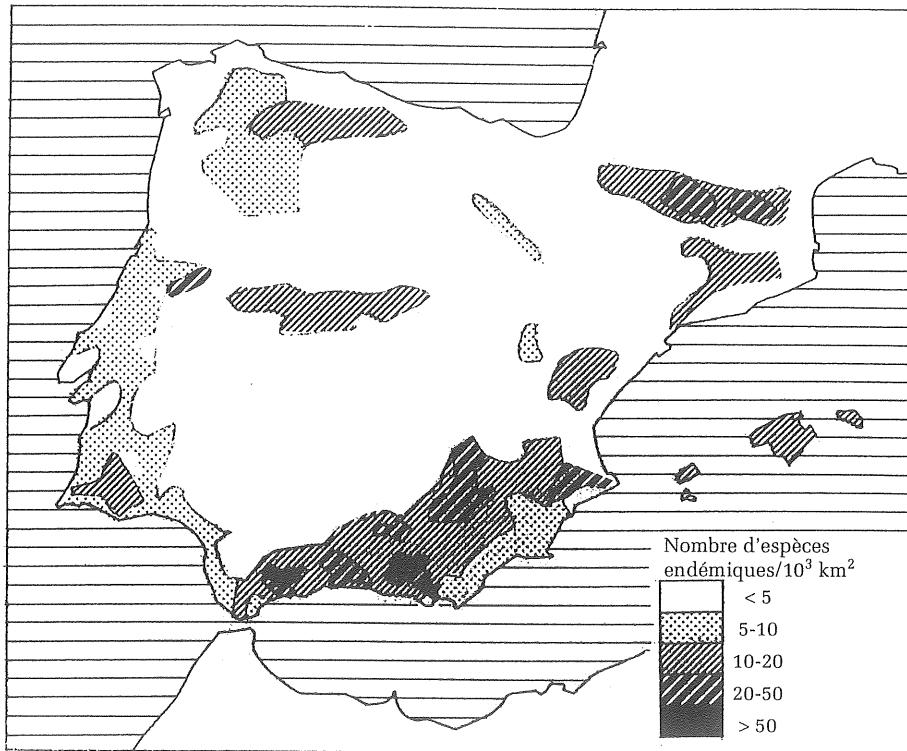 Nombre d'espèces
endémiques/10³ km²
< 5
5-10
10-20
20-50
> 50